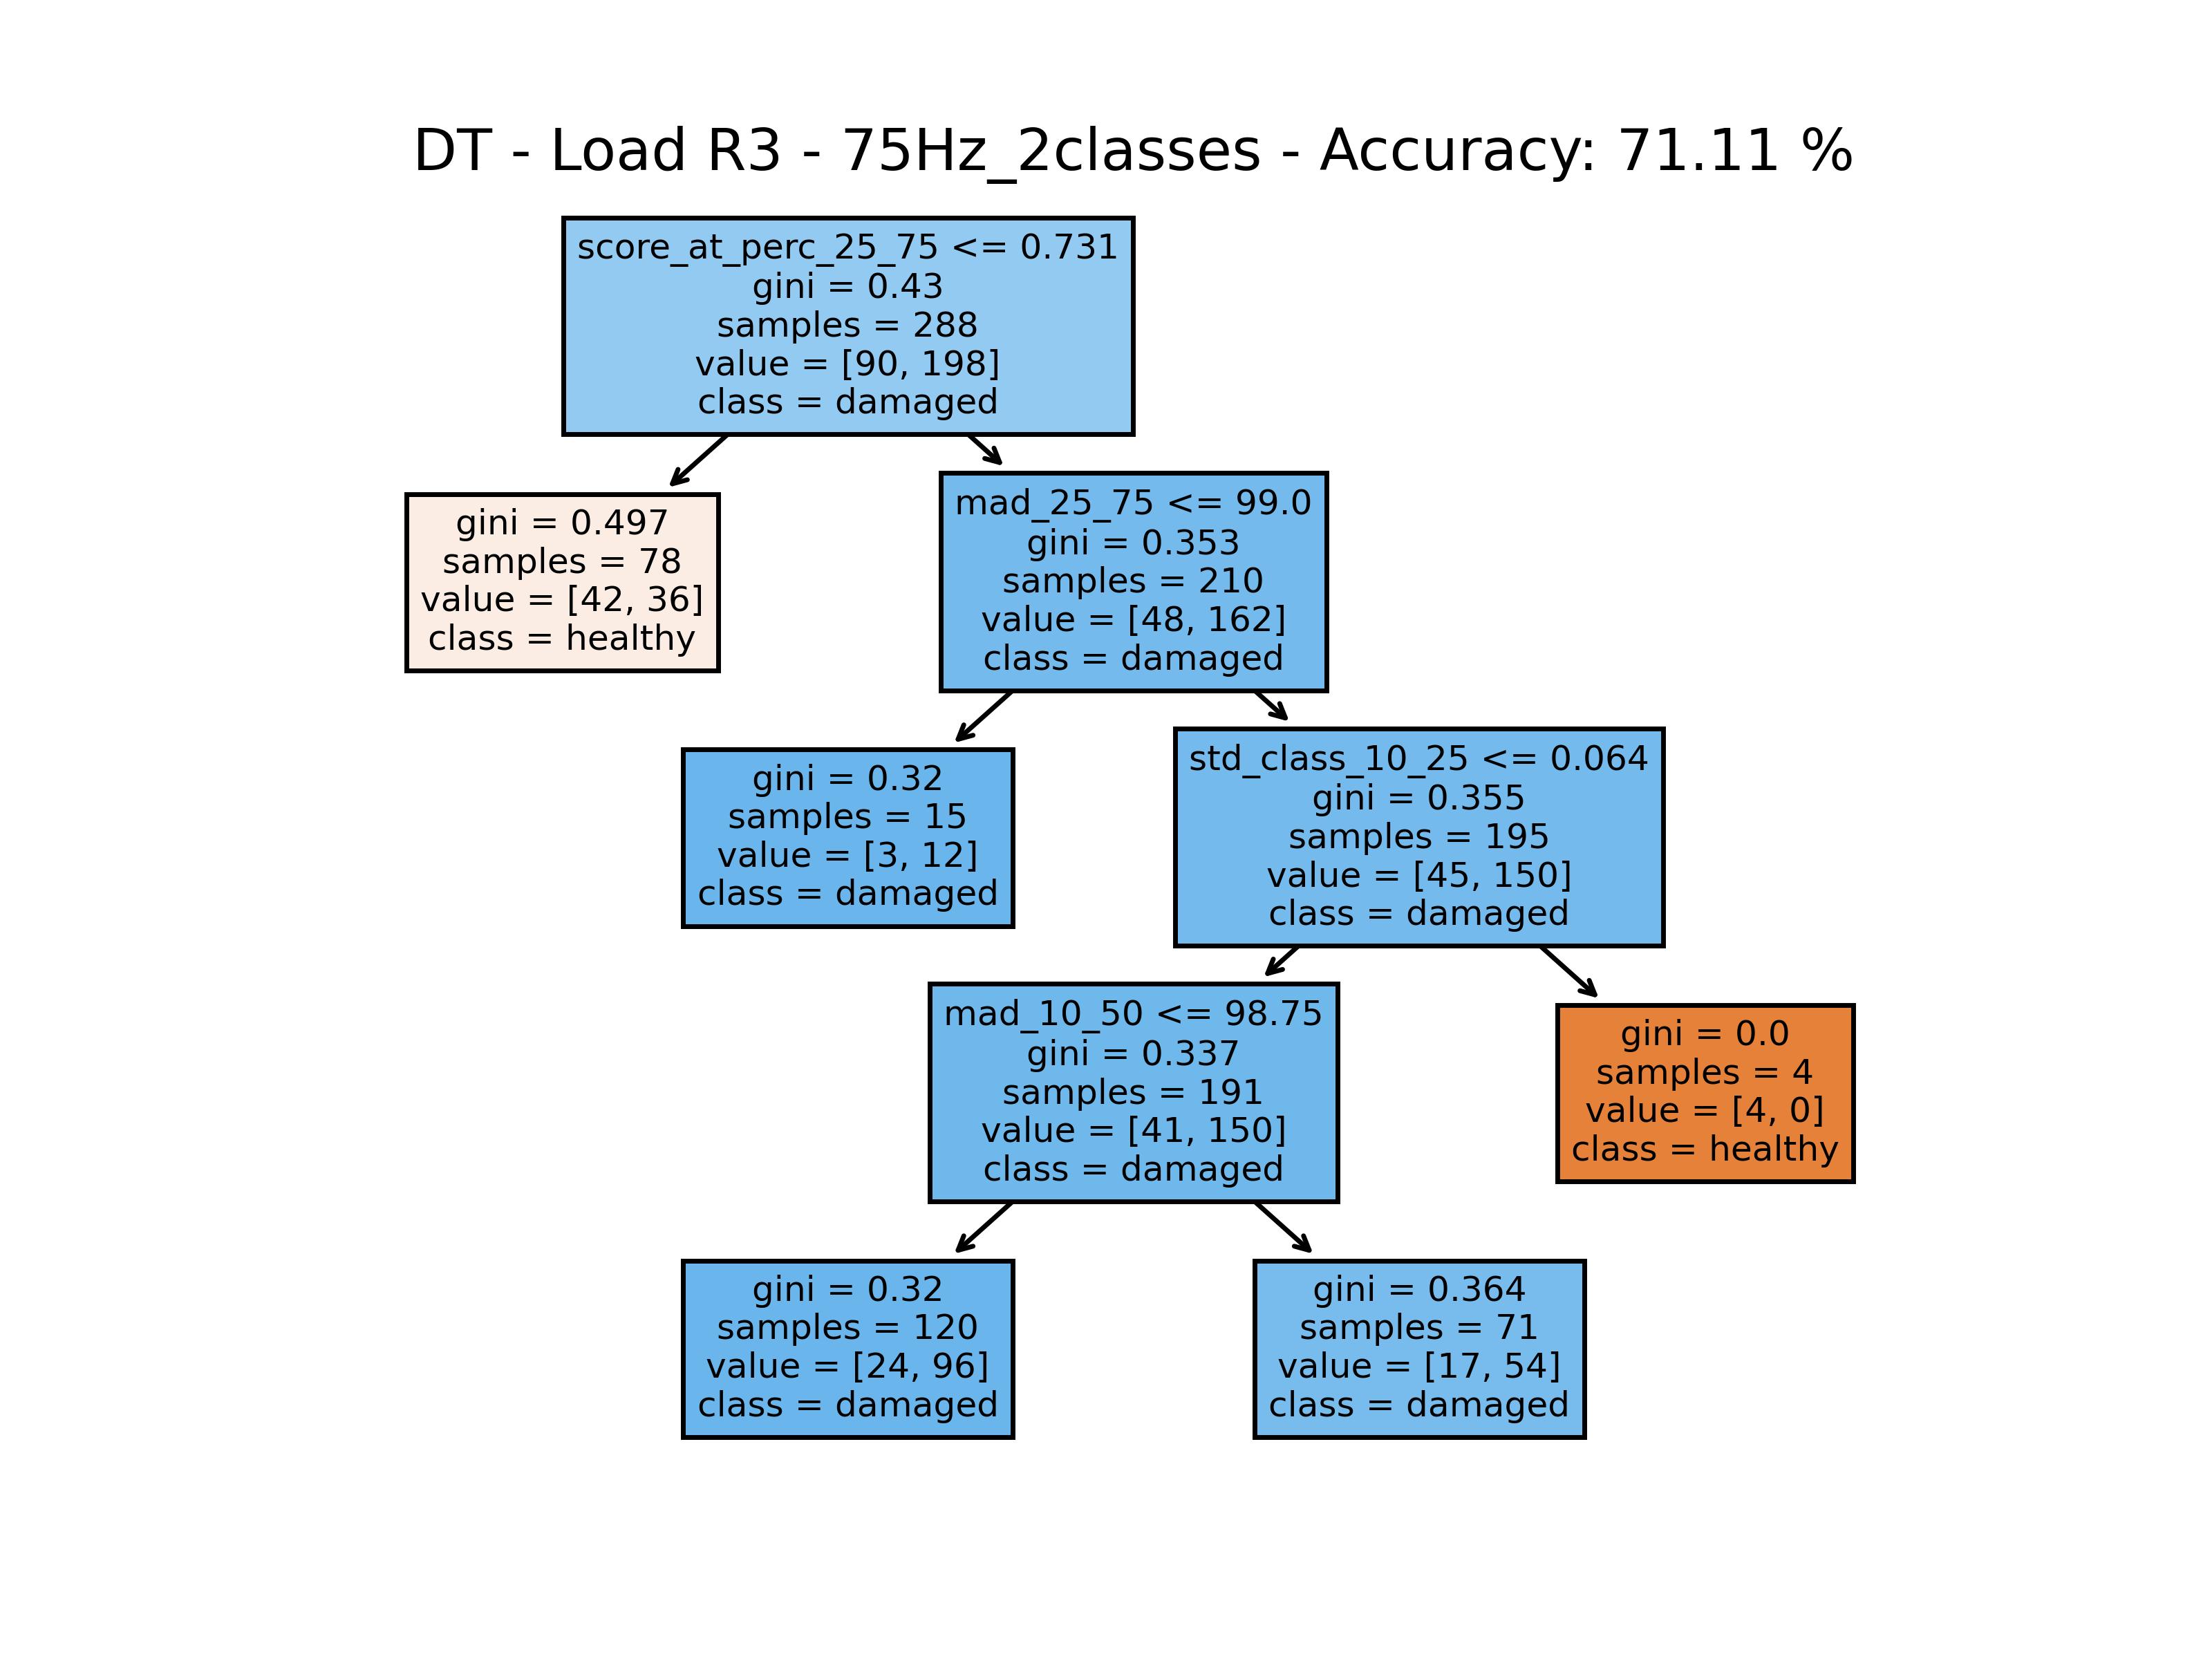 DT - Load R3 - 75Hz_2classes - Accuracy: 71.11 %
score_at_perc_25_75 <= 0.731
gini = 0.43
samples = 288
value = [90, 198]
class = damaged
gini = 0.497
samples = 78
value = [42, 36]
class = healthy
mad_25_75 <= 99.0
gini = 0.353
samples = 210
value = [48, 162]
class = damaged
gini = 0.32
samples = 15
value = [3, 12]
class = damaged
std_class_10_25 <= 0.064
gini = 0.355
samples = 195
value = [45, 150]
class = damaged
mad_10_50 <= 98.75
gini = 0.337
samples = 191
value = [41, 150]
class = damaged
gini = 0.0
samples = 4
value = [4, 0]
class = healthy
gini = 0.32
samples = 120
value = [24, 96]
class = damaged
gini = 0.364
samples = 71
value = [17, 54]
class = damaged